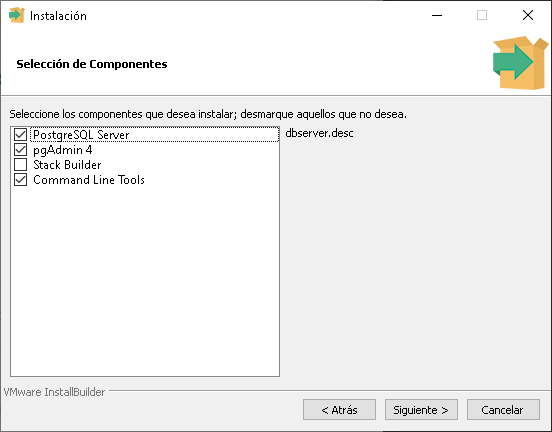 Instalación
Selección de Componentes
Seleccione los componentes que desea instalar; desmarque aquellos que no desea.
PostgreSQL Server
dbserver.desc
pgAdmin 4
Stack Builder
Command Line Tools
VMware InstallBuilder
< Atrás
Siguiente >
Cancelar